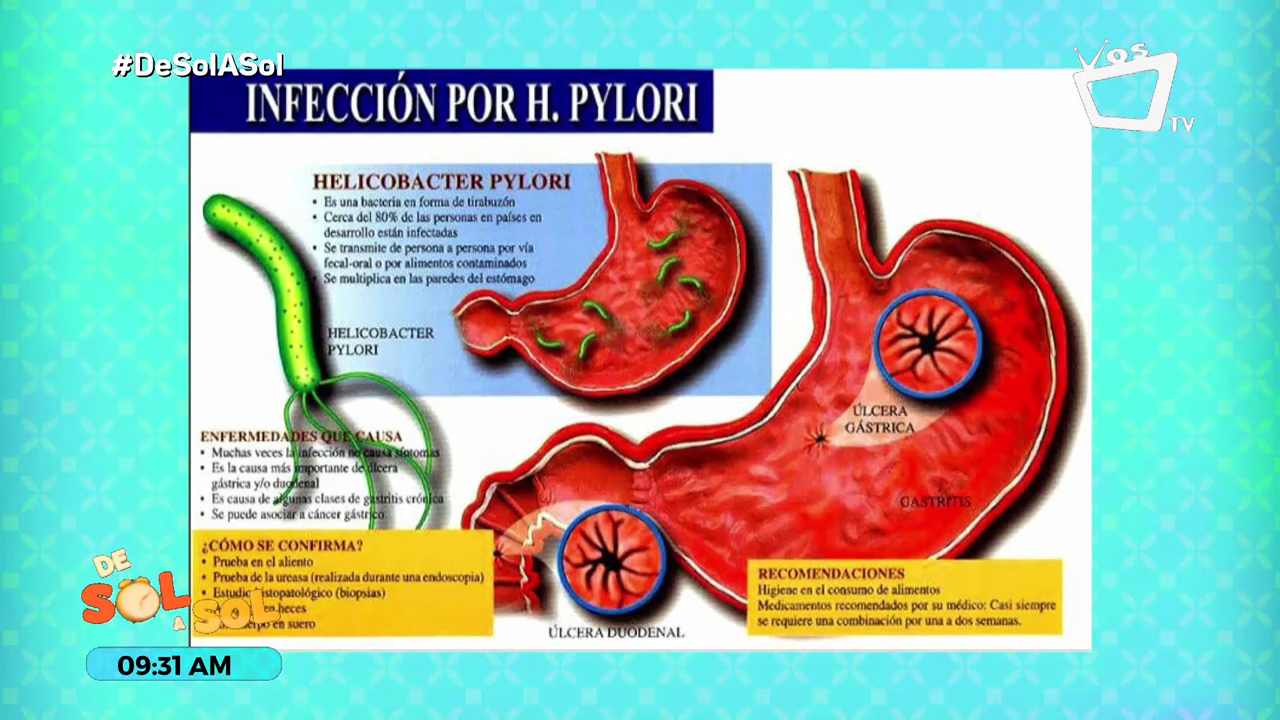 #DeSolASol
Vos
TV
INFECCIÓN POR H. PYLORI
HELICOBACTER PYLORI
• Es una bacteria en forma de tirabuzón
• Cerca del 80% de las personas en países en
desarrollo están infectadas
• Se transmite de persona a persona por vía
fecal-oral o por alimentos contaminados
• Se multiplica en las paredes del estómago
HELICOBACTER
PYLORI
ÚLCERA
GÁSTRICA
GASTRITIS
ENFERMEDADES QUE CAUSA
• Muchas veces la infección no causa síntomas
• Es la causa más importante de úlcera
gástrica y/o duodenal
• Es causa de algunas clases de gastritis crónica
• Se puede asociar a cáncer gástrico
¿CÓMO SE CONFIRMA?
• Prueba en el aliento
• Prueba de la ureasa (realizada durante una endoscopia)
• Estudio histopatológico (biopsias)
en heces
en suero
ÚLCERA DUODENAL
RECOMENDACIONES
Higiene en el consumo de alimentos
Medicamentos recomendados por su médico: Casi siempre
se requiere una combinación por una a dos semanas.
DE
SOL
A
SOL
09:31 AM